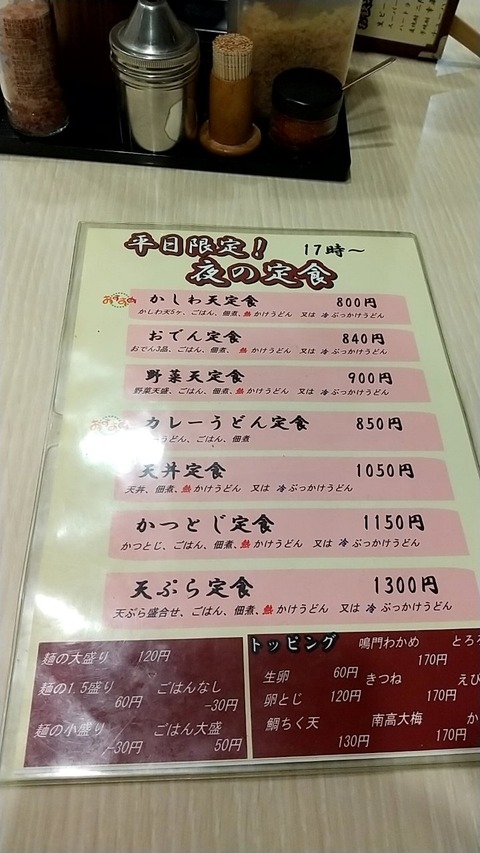 平日限定! 17時～
夜の定食
おすすめ かしわ天定食 800円
かしわ天5ヶ、ごはん、佃煮、熱かけうどん 又は 冷ぶっかけうどん
おでん定食 840円
おでん3品、ごはん、佃煮、熱かけうどん 又は 冷ぶっかけうどん
野菜天定食 900円
野菜天盛、ごはん、佃煮、熱かけうどん 又は 冷ぶっかけうどん
おすすめ カレーうどん定食 850円
うどん、ごはん、佃煮
天丼定食 1050円
天丼、佃煮、熱かけうどん 又は 冷ぶっかけうどん
かつとじ定食 1150円
かつとじ、ごはん、佃煮、熱かけうどん 又は 冷ぶっかけうどん
天ぷら定食 1300円
天ぷら盛合せ、ごはん、佃煮、熱かけうどん 又は 冷ぶっかけうどん
麺の大盛り 120円
麺の1.5盛り 60円
麺の小盛り -30円
ごはんなし -30円
ごはん大盛 50円
トッピング
生卵 60円
卵とじ 120円
鯛ちく天 130円
鳴門わかめ 170円
きつね 170円
南高大梅 170円
とろ
えび
か